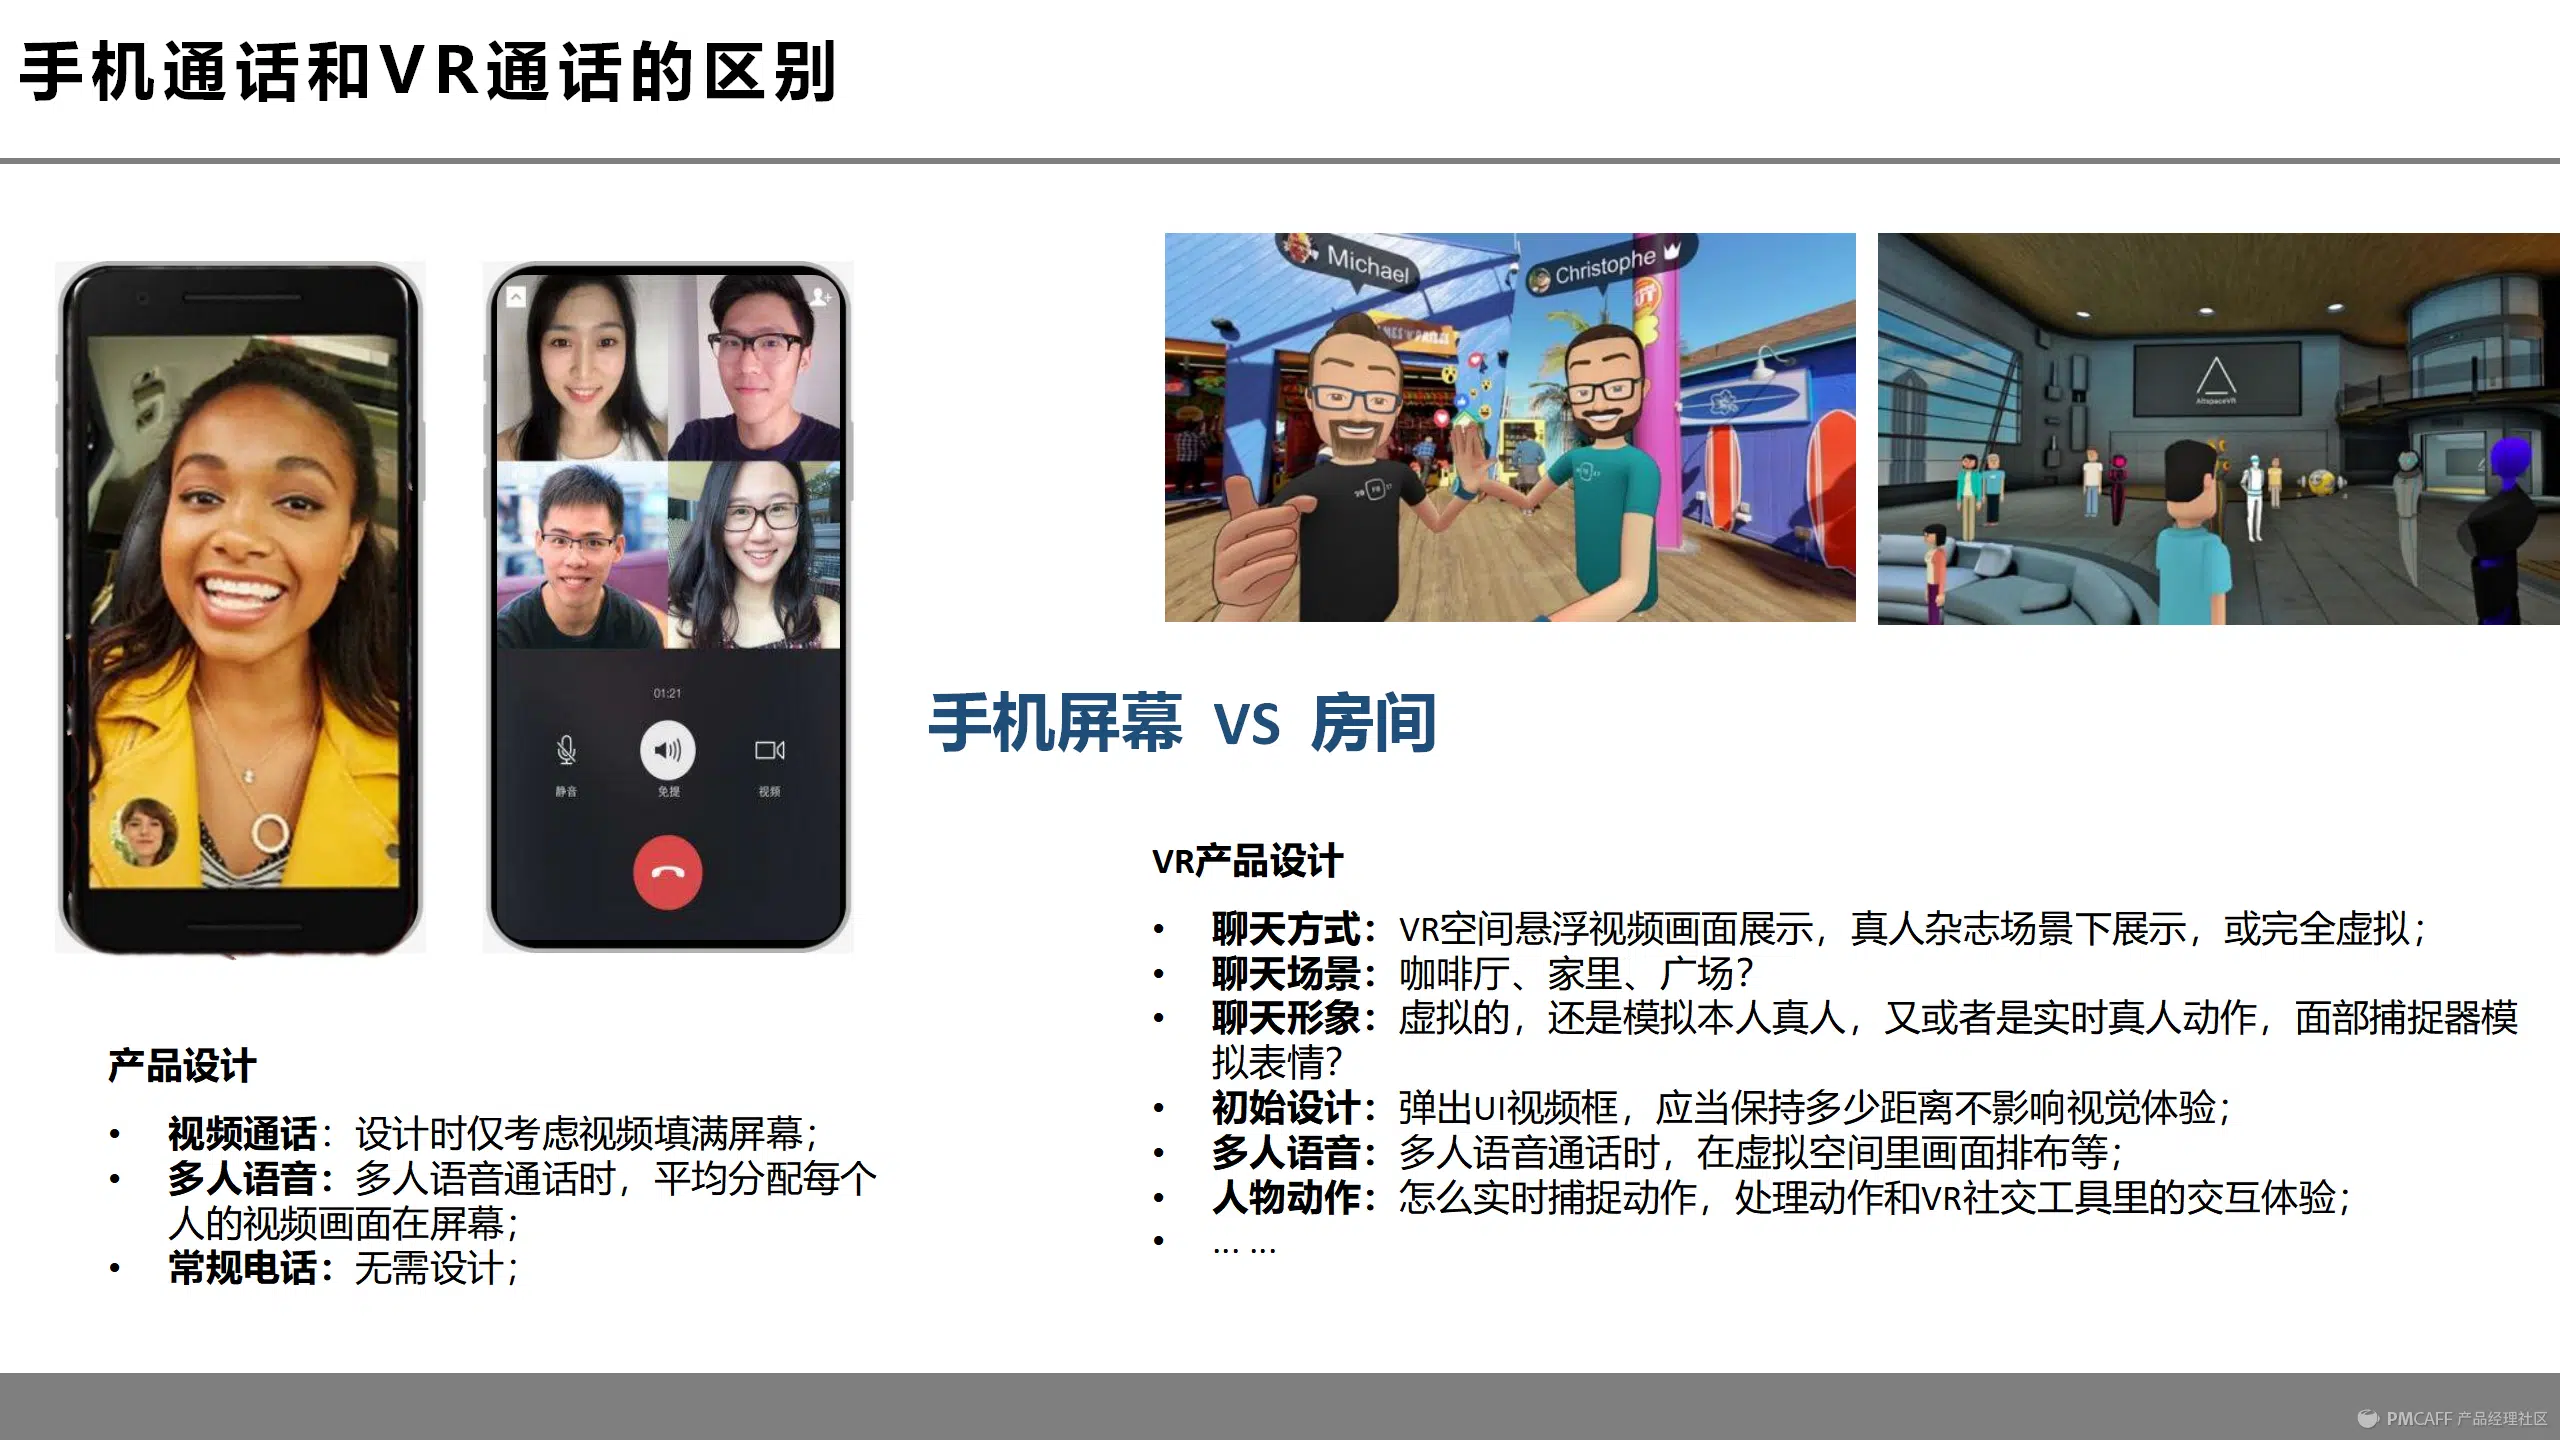 手机通话和VR通话的区别
Michael
Christophe
AltspaceVR
01:21
静音
免提
视频
手机屏幕 VS 房间
VR产品设计
• 聊天方式：VR空间悬浮视频画面展示，真人杂志场景下展示，或完全虚拟；
• 聊天场景：咖啡厅、家里、广场？
• 聊天形象：虚拟的，还是模拟本人真人，又或者是实时真人动作，面部捕捉器模
拟表情？
• 初始设计：弹出UI视频框，应当保持多少距离不影响视觉体验；
• 多人语音：多人语音通话时，在虚拟空间里画面排布等；
• 人物动作：怎么实时捕捉动作，处理动作和VR社交工具里的交互体验；
• ... ...
产品设计
• 视频通话：设计时仅考虑视频填满屏幕；
• 多人语音：多人语音通话时，平均分配每个
人的视频画面在屏幕；
• 常规电话：无需设计；
PMCAFF 产品经理社区